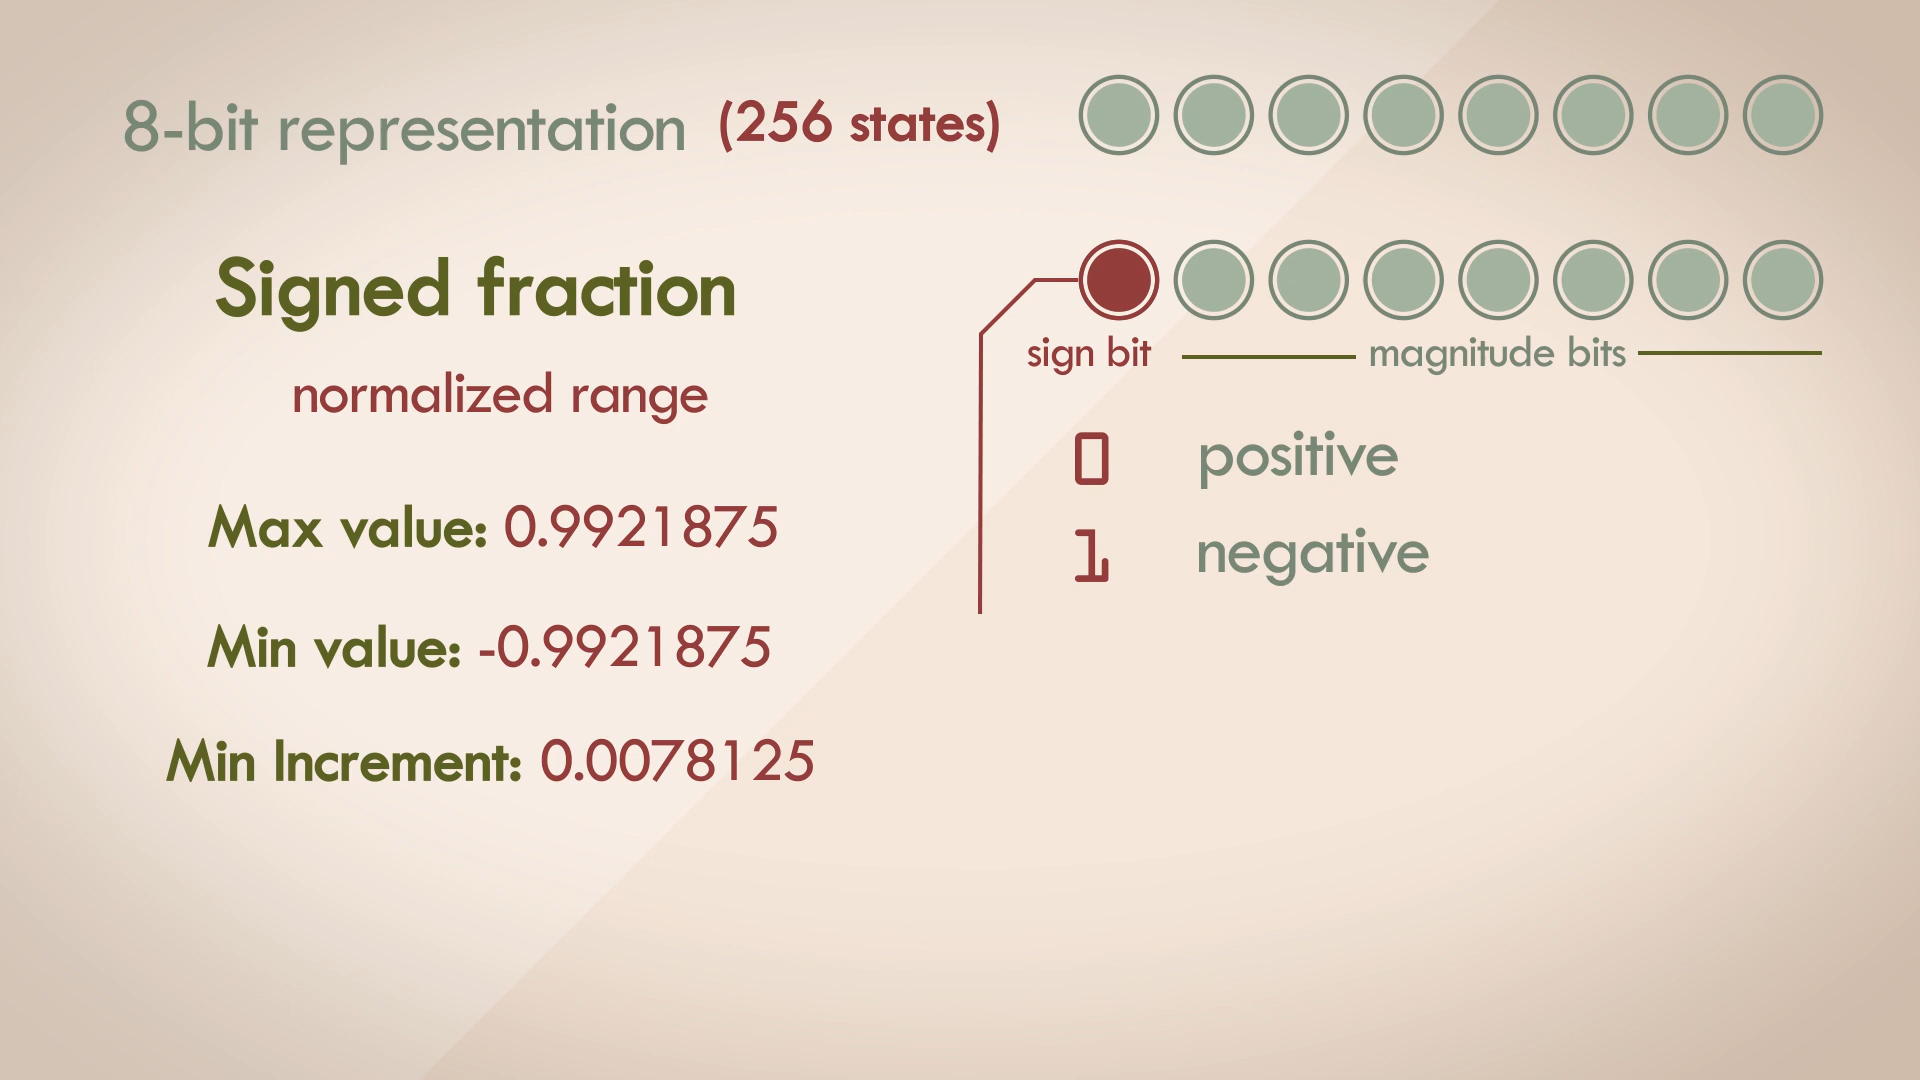 8-bit representation (256 states)
Signed fraction
normalized range
Max value: 0.9921875
Min value: -0.9921875
Min Increment: 0.0078125
sign bit
magnitude bits
0 positive
1 negative